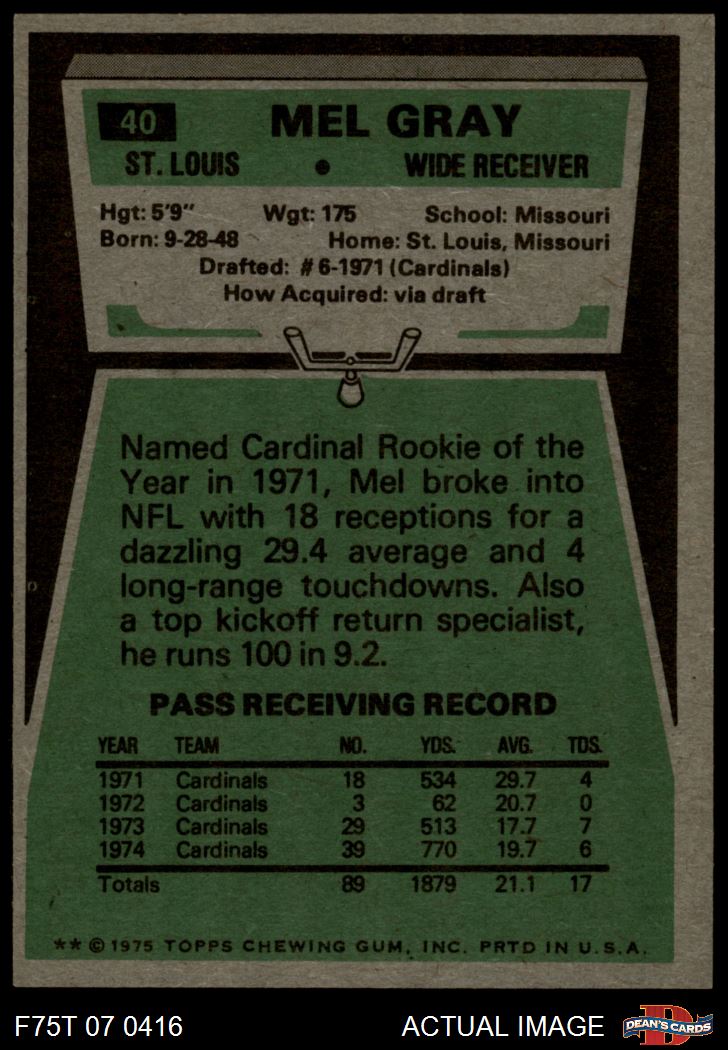 40 MEL GRAY
ST. LOUIS • WIDE RECEIVER
Hgt: 5'9" Wgt: 175 School: Missouri
Born: 9-28-48 Home: St. Louis, Missouri
Drafted: #6-1971 (Cardinals)
How Acquired: via draft
Named Cardinal Rookie of the
Year in 1971, Mel broke into
NFL with 18 receptions for a
dazzling 29.4 average and 4
long-range touchdowns. Also
a top kickoff return specialist,
he runs 100 in 9.2.
PASS RECEIVING RECORD
YEAR TEAM NO. YDS. AVG. TDS.
1971 Cardinals 18 534 29.7 4
1972 Cardinals 3 62 20.7 0
1973 Cardinals 29 513 17.7 7
1974 Cardinals 39 770 19.7 6
Totals 89 1879 21.1 17
** © 1975 TOPPS CHEWING GUM, INC. PRTD IN U.S.A.
F75T 07 0416 ACTUAL IMAGE DEAN'S CARDS